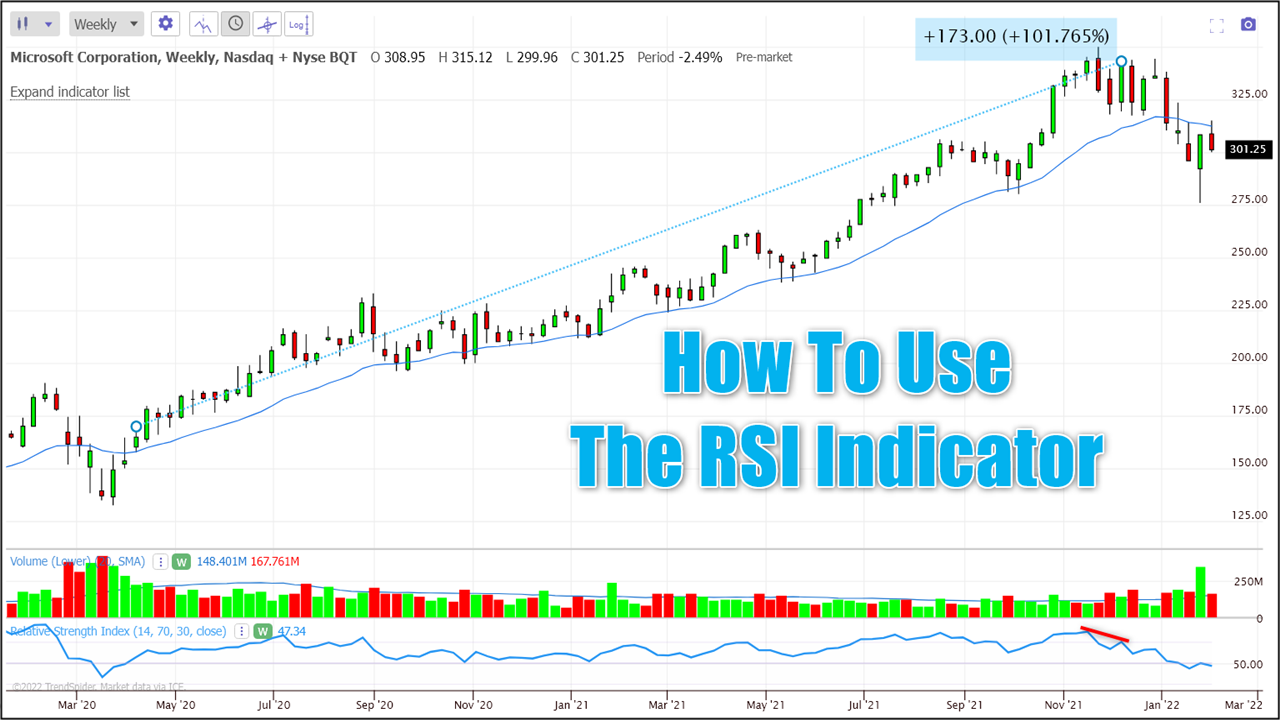 Weekly
Log
+173.00 (+101.765%)
Microsoft Corporation, Weekly, Nasdaq + Nyse BQT O 308.95 H 315.12 L 299.96 C 301.25 Period -2.49% Pre-market
Expand indicator list
325.00
301.25
275.00
250.00
225.00
200.00
175.00
150.00
125.00
How To Use
The RSI Indicator
Volume (Lower) (20, SMA) W 148.401M 167.761M
250M
0
Relative Strength Index (14, 70, 30, close) W 47.34
50.00
©2022 TrendSpider, Market data via ICE.
Mar '20 May '20 Jul '20 Sep '20 Nov '20 Jan '21 Mar '21 May '21 Jul '21 Sep '21 Nov '21 Jan '22 Mar '22